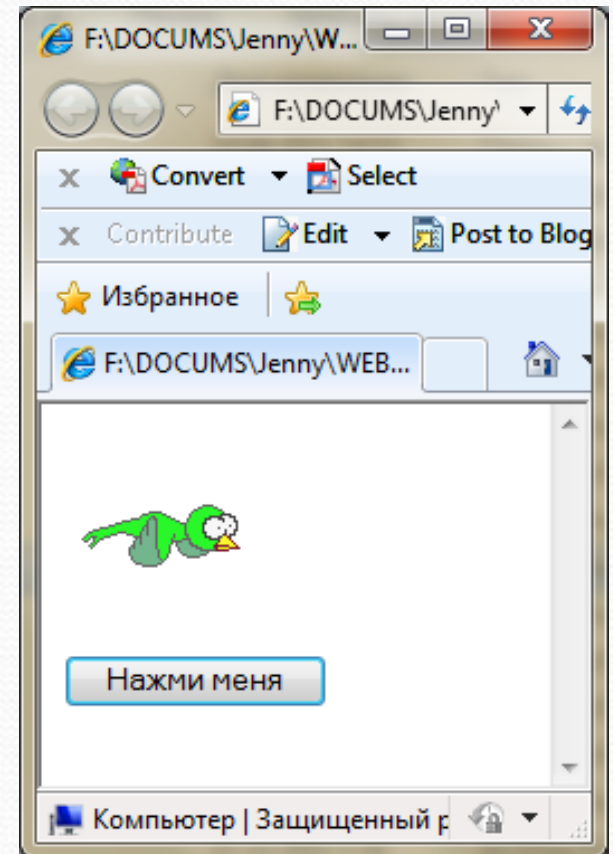 F:\DOCUMS\Jenny\W...
F:\DOCUMS\Jenny\
x Convert Select
x Contribute Edit Post to Blog
Избранное
F:\DOCUMS\Jenny\WEB...
Нажми меня
Компьютер | Защищенный р